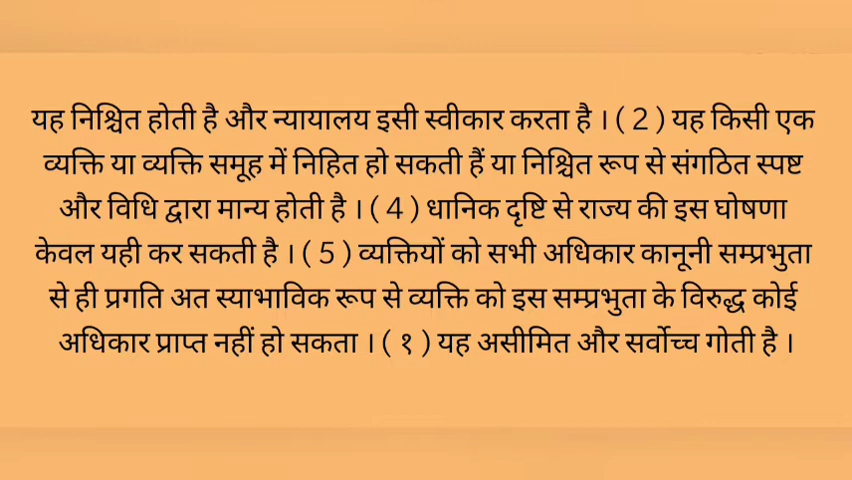 यह निश्चित होती है और न्यायालय इसी स्वीकार करता है । ( 2 ) यह किसी एक
व्यक्ति या व्यक्ति समूह में निहित हो सकती हैं या निश्चित रूप से संगठित स्पष्ट
और विधि द्वारा मान्य होती है । ( 4 ) धानिक दृष्टि से राज्य की इस घोषणा
केवल यही कर सकती है । ( 5 ) व्यक्तियों को सभी अधिकार कानूनी सम्प्रभुता
से ही प्रगति अत स्याभाविक रूप से व्यक्ति को इस सम्प्रभुता के विरुद्ध कोई
अधिकार प्राप्त नहीं हो सकता । ( १ ) यह असीमित और सर्वोच्च गोती है ।